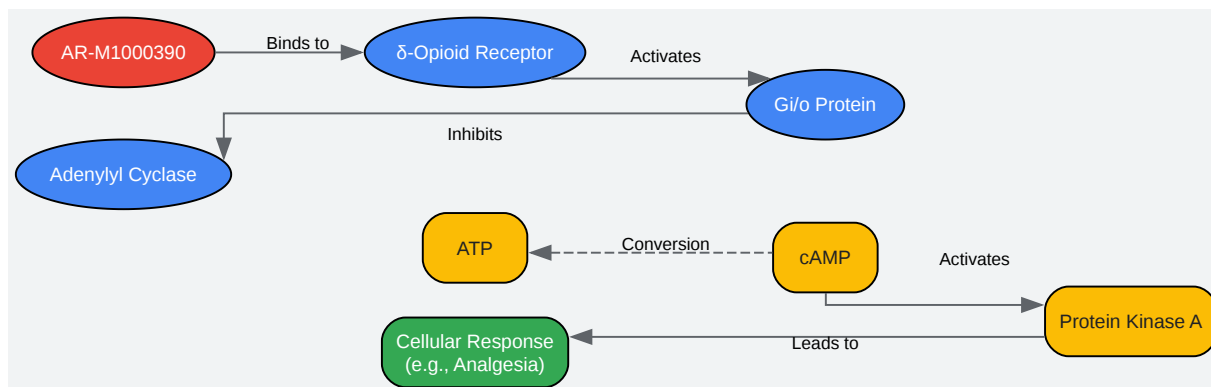 AR-M1000390
Binds to
δ-Opioid Receptor
Activates
Gi/o Protein
Inhibits
Adenylyl Cyclase
ATP
Conversion
cAMP
Activates
Protein Kinase A
Leads to
Cellular Response
(e.g., Analgesia)